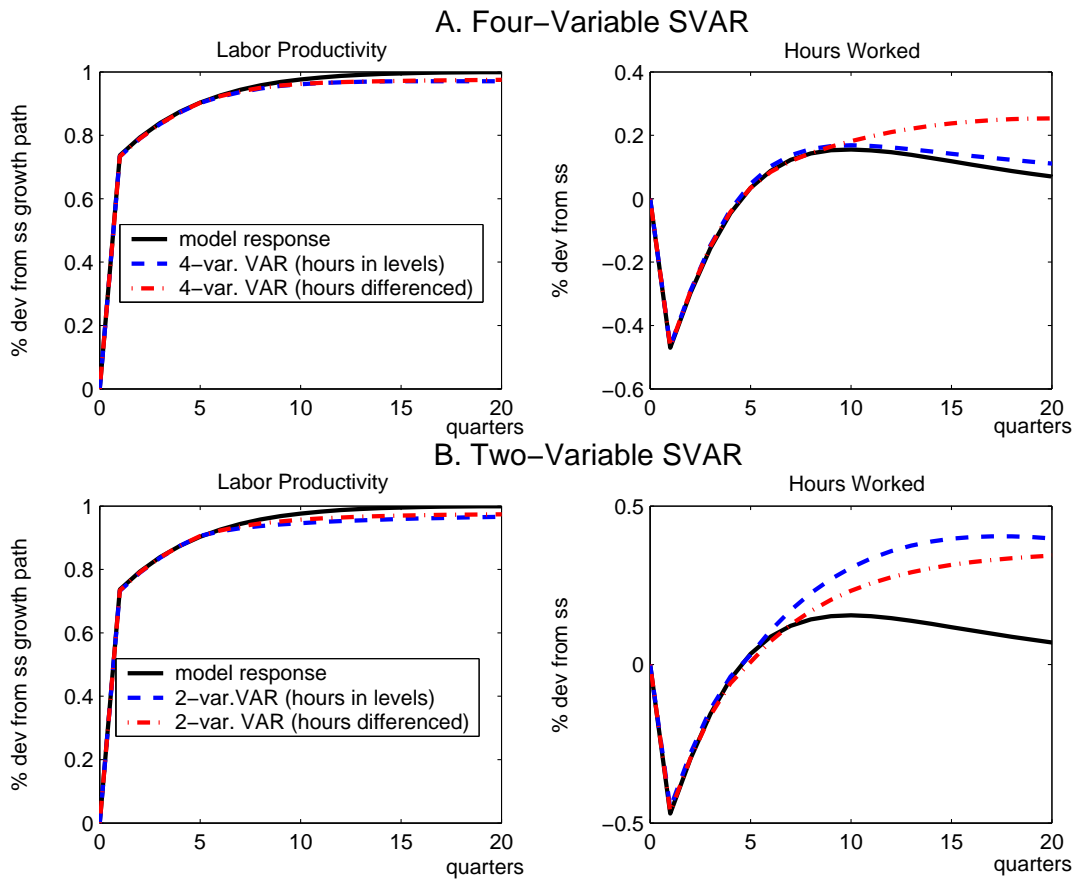 A. Four−Variable SVAR
Labor Productivity
% dev from ss growth path
1
0.8
0.6
0.4
0.2
0
0
5
10
15
20
quarters
model response
4−var. VAR (hours in levels)
4−var. VAR (hours differenced)
Hours Worked
% dev from ss
0.4
0.2
0
−0.2
−0.4
−0.6
0
5
10
15
20
quarters
B. Two−Variable SVAR
Labor Productivity
% dev from ss growth path
1
0.8
0.6
0.4
0.2
0
0
5
10
15
20
quarters
model response
2−var.VAR (hours in levels)
2−var. VAR (hours differenced)
Hours Worked
% dev from ss
0.5
0
−0.5
0
5
10
15
20
quarters